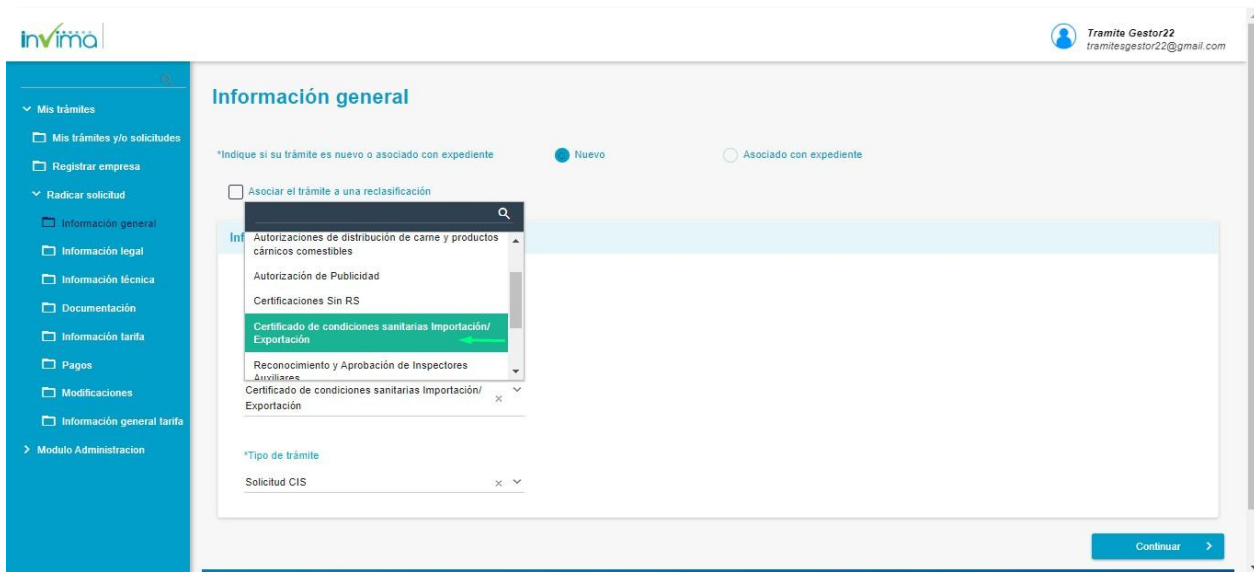 invima
Tramite Gestor22
tramitesgestor22@gmail.com
Mis trámites
Mis trámites y/o solicitudes
Registrar empresa
Radicar solicitud
Información general
Información legal
Información técnica
Documentación
Información tarifa
Pagos
Modificaciones
Información general tarifa
Modulo Administracion
Información general
*Indique si su trámite es nuevo o asociado con expediente
Nuevo
Asociado con expediente
Asociar el trámite a una reclasificación
Inf
Autorizaciones de distribución de carne y productos
cárnicos comestibles
Autorización de Publicidad
Certificaciones Sin RS
Certificado de condiciones sanitarias Importación/
Exportación
Reconocimiento y Aprobación de Inspectores
Auxiliares
Certificado de condiciones sanitarias Importación/
Exportación
*Tipo de trámite
Solicitud CIS
Continuar